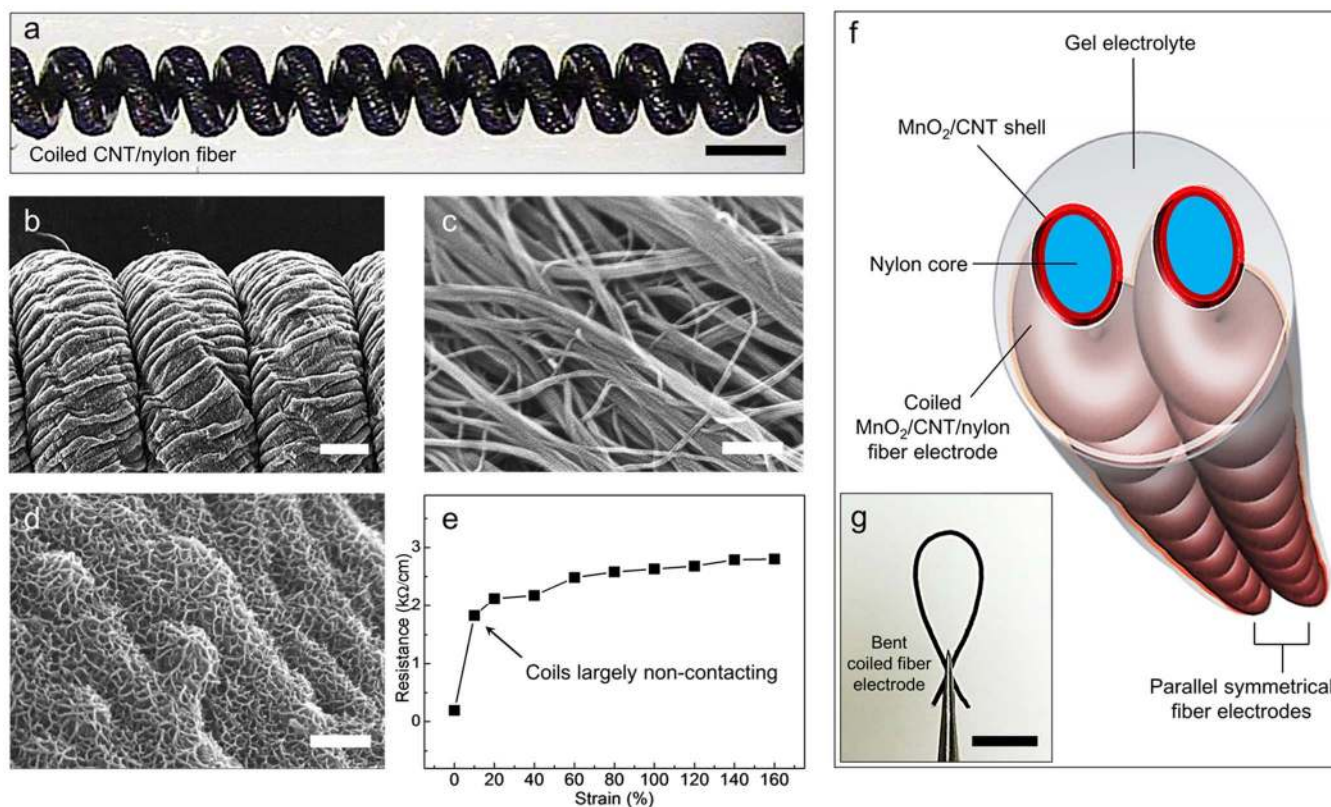 a
Coiled CNT/nylon fiber
b
c
d
e
Resistance (kΩ/cm)
3
2
1
0
Coils largely non-contacting
0 20 40 60 80 100 120 140 160
Strain (%)
f
Gel electrolyte
MnO₂/CNT shell
Nylon core
Coiled
MnO₂/CNT/nylon
fiber electrode
g
Bent
coiled fiber
electrode
Parallel symmetrical
fiber electrodes